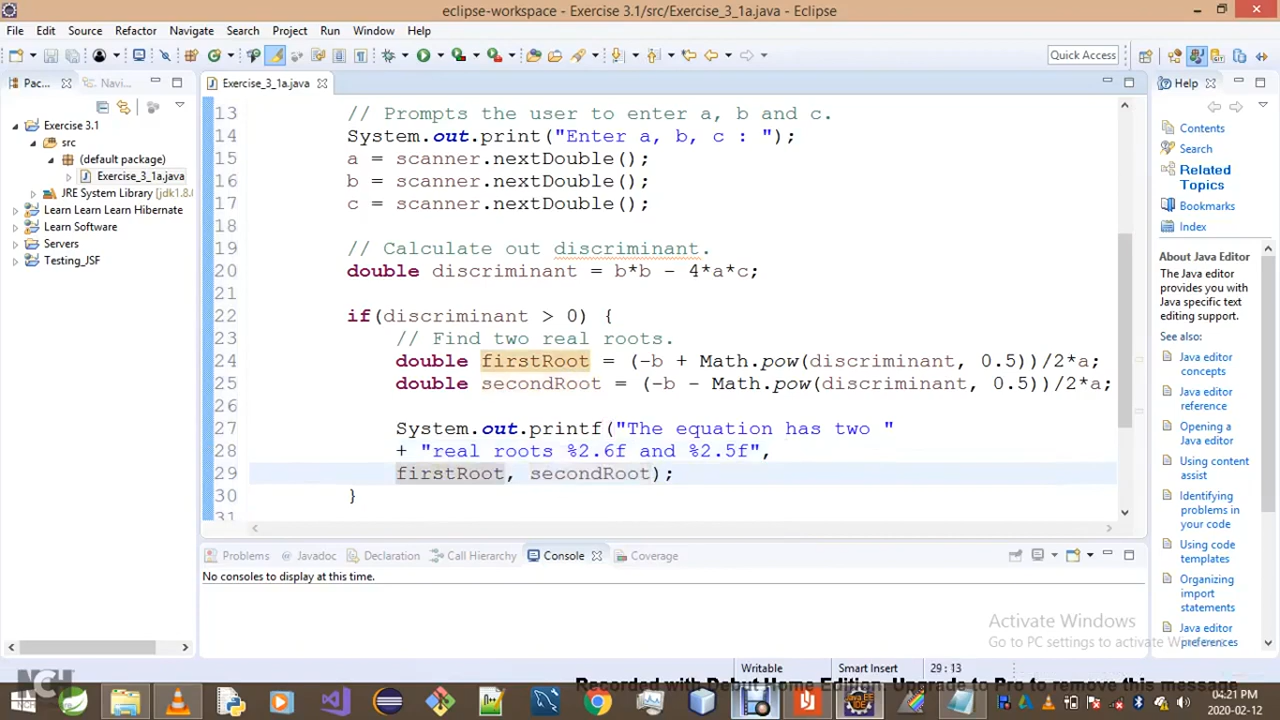 eclipse-workspace - Exercise 3.1/src/Exercise_3_1a.java - Eclipse
File Edit Source Refactor Navigate Search Project Run Window Help
Quick Access
Pac... Navi... Exercise_3_1a.java Help
Exercise 3.1
src
(default package)
Exercise_3_1a.java
JRE System Library [jdk1.8.0
Learn Learn Learn Hibernate
Learn Software
Servers
Testing_JSF
13 // Prompts the user to enter a, b and c.
14 System.out.print("Enter a, b, c : ");
15 a = scanner.nextDouble();
16 b = scanner.nextDouble();
17 c = scanner.nextDouble();
18
19 // Calculate out discriminant.
20 double discriminant = b*b - 4*a*c;
21
22 if(discriminant > 0) {
23 // Find two real roots.
24 double firstRoot = (-b + Math.pow(discriminant, 0.5))/2*a;
25 double secondRoot = (-b - Math.pow(discriminant, 0.5))/2*a;
26
27 System.out.printf("The equation has two "
28 + "real roots %2.6f and %2.5f",
29 firstRoot, secondRoot);
30 }
31
Contents
Search
Related
Topics
Bookmarks
Index
About Java Editor
The Java editor
provides you with
Java specific text
editing support.
See also:
Java editor
concepts
Java editor
reference
Opening a
Java editor
Using content
assist
Identifying
problems in
your code
Using code
templates
Organizing
import
statements
Java editor
preferences
Problems Javadoc Declaration Call Hierarchy Console Coverage
No consoles to display at this time.
Activate Windows
Go to PC settings to activate Windows.
Writable Smart Insert 29 : 13
NCH
Recorded with Debut Home Edition. Upgrade to Pro to remove this message
04:21 PM
2020-02-12